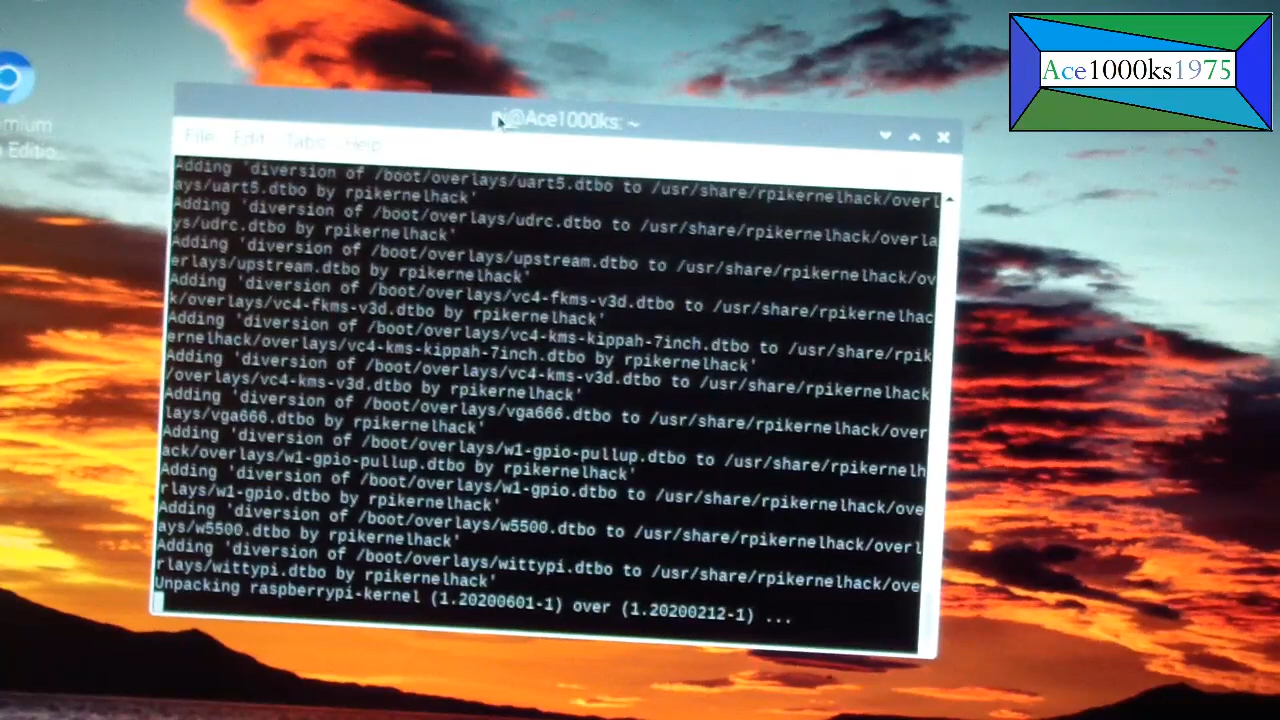 Ace1000ks1975
mium
Editio...
pi@Ace1000ks: ~
File Edit Tabs Help
Adding 'diversion of /boot/overlays/uart5.dtbo to /usr/share/rpikernelhack/overl
ays/uart5.dtbo by rpikernelhack'
Adding 'diversion of /boot/overlays/udrc.dtbo to /usr/share/rpikernelhack/overla
ys/udrc.dtbo by rpikernelhack'
Adding 'diversion of /boot/overlays/upstream.dtbo to /usr/share/rpikernelhack/ov
erlays/upstream.dtbo by rpikernelhack'
Adding 'diversion of /boot/overlays/vc4-fkms-v3d.dtbo to /usr/share/rpikernelhac
k/overlays/vc4-fkms-v3d.dtbo by rpikernelhack'
Adding 'diversion of /boot/overlays/vc4-kms-kippah-7inch.dtbo to /usr/share/rpik
ernelhack/overlays/vc4-kms-kippah-7inch.dtbo by rpikernelhack'
Adding 'diversion of /boot/overlays/vc4-kms-v3d.dtbo to /usr/share/rpikernelhack
/overlays/vc4-kms-v3d.dtbo by rpikernelhack'
Adding 'diversion of /boot/overlays/vga666.dtbo to /usr/share/rpikernelhack/over
lays/vga666.dtbo by rpikernelhack'
Adding 'diversion of /boot/overlays/w1-gpio-pullup.dtbo to /usr/share/rpikernelh
ack/overlays/w1-gpio-pullup.dtbo by rpikernelhack'
Adding 'diversion of /boot/overlays/w1-gpio.dtbo to /usr/share/rpikernelhack/ove
rlays/w1-gpio.dtbo by rpikernelhack'
Adding 'diversion of /boot/overlays/w5500.dtbo to /usr/share/rpikernelhack/overl
ays/w5500.dtbo by rpikernelhack'
Adding 'diversion of /boot/overlays/wittypi.dtbo to /usr/share/rpikernelhack/ove
rlays/wittypi.dtbo by rpikernelhack'
Unpacking raspberrypi-kernel (1.20200601-1) over (1.20200212-1) ...